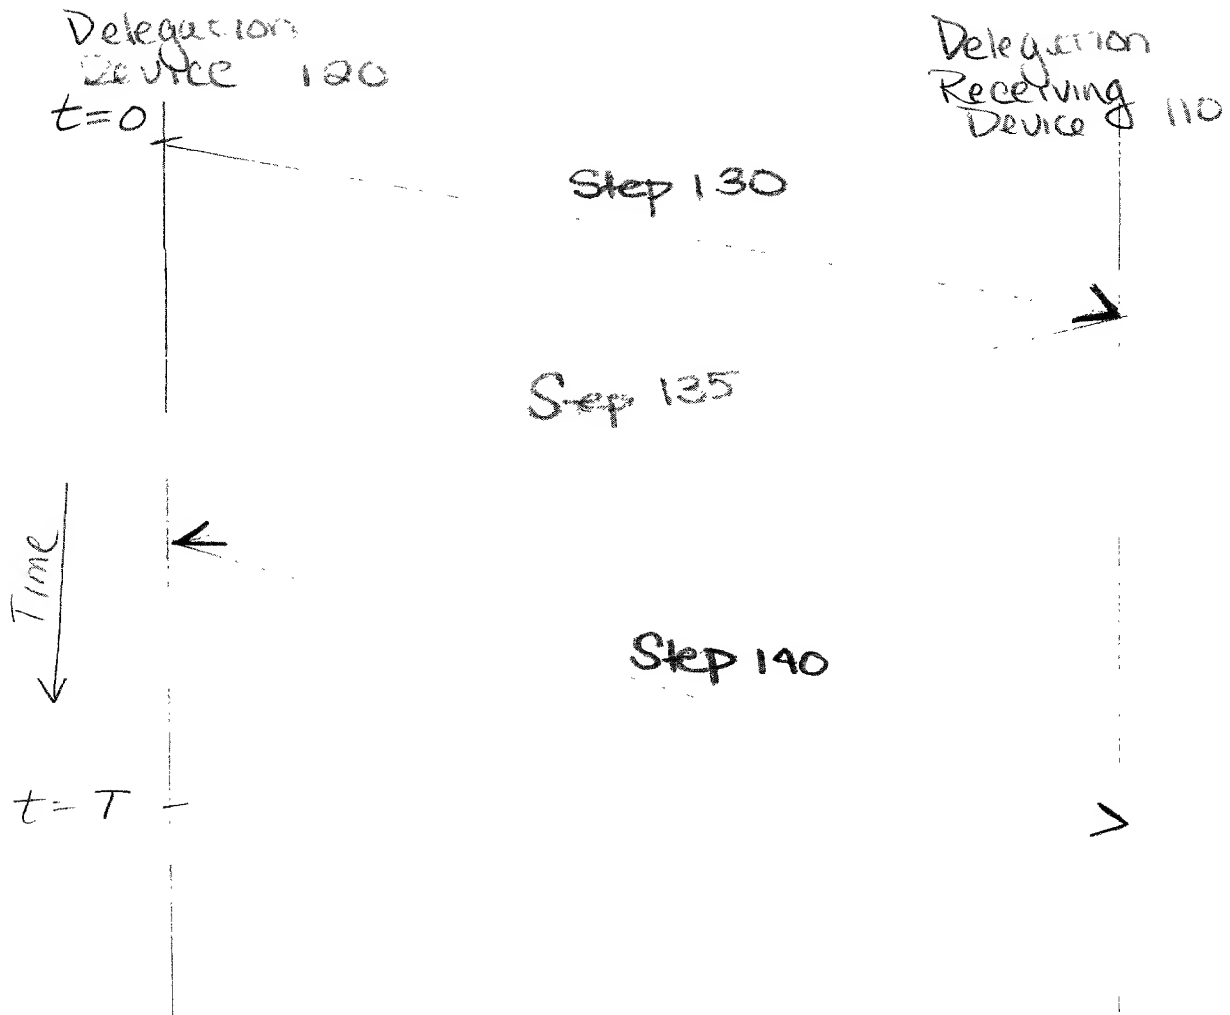 Delegation
Device 120
t=0
Delegation
Receiving
Device 110
Step 130
Step 135
Time
Step 140
t= T